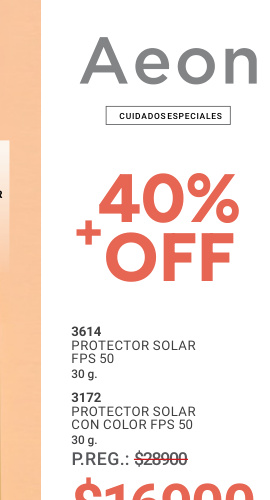 Aeon
CUIDADOS ESPECIALES
40%
+OFF
3614
PROTECTOR SOLAR
FPS 50
30 g.
3172
PROTECTOR SOLAR
CON COLOR FPS 50
30 g.
P.REG.: $28900